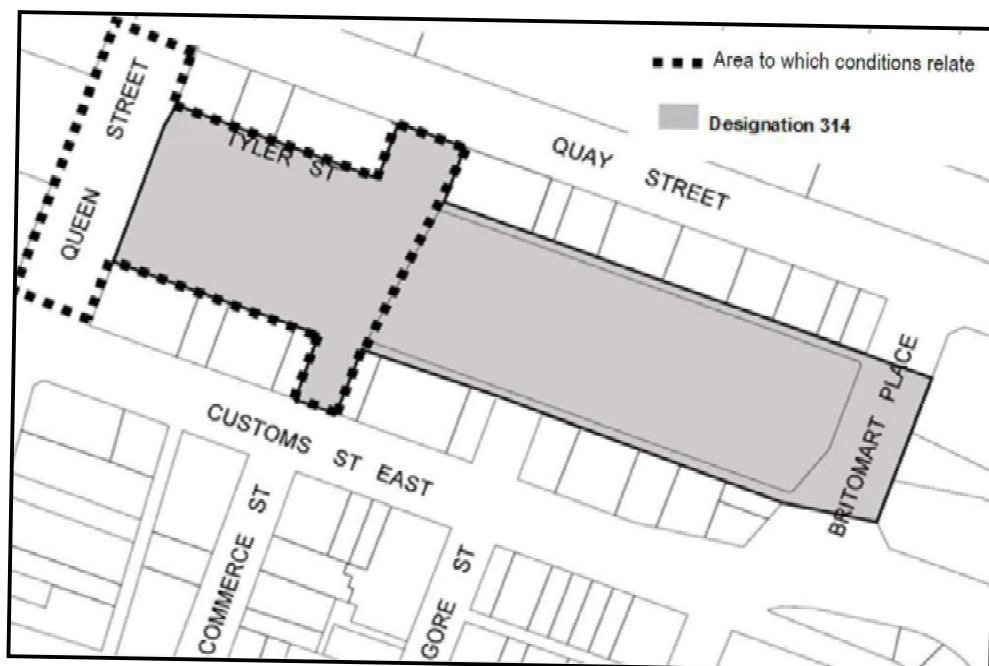 Area to which conditions relate
Designation 314
QUEEN STREET
TYLER ST
QUAY STREET
BRITOMART PLACE
CUSTOMS ST EAST
COMMERCE ST
GORE ST